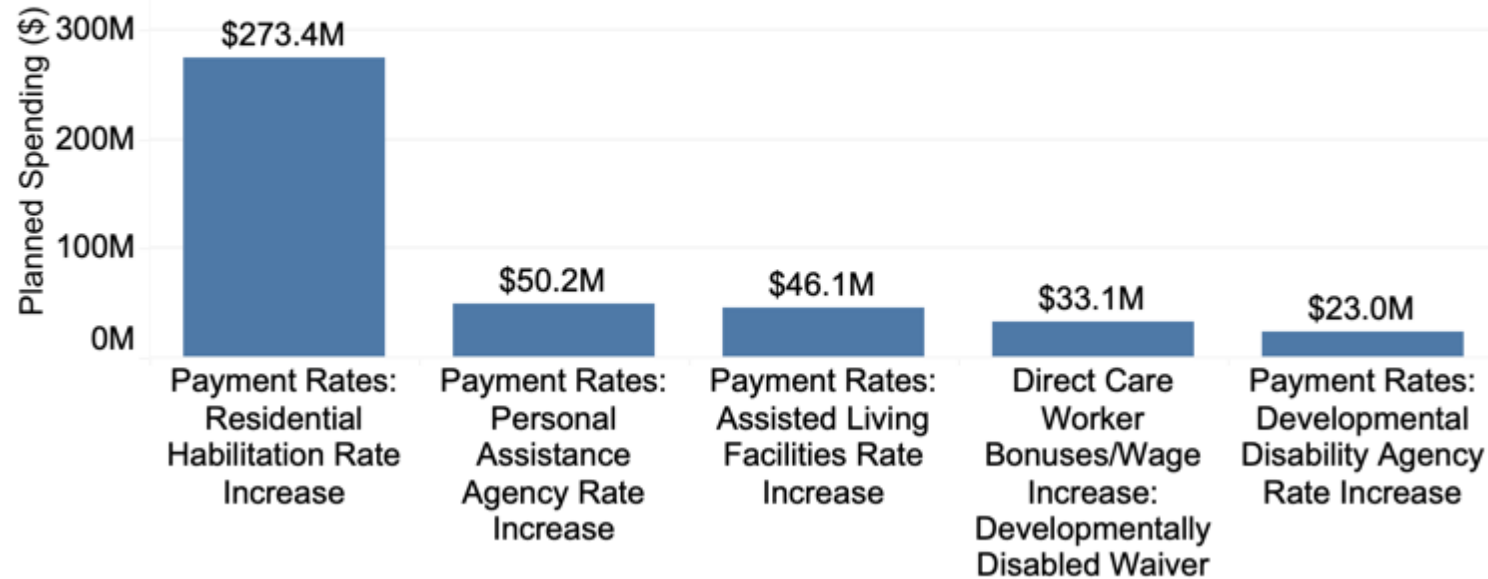 Planned Spending ($)
300M
200M
100M
0M
$273.4M
$50.2M
$46.1M
$33.1M
$23.0M
Payment Rates:
Residential
Habilitation Rate
Increase
Payment Rates:
Personal
Assistance
Agency Rate
Increase
Payment Rates:
Assisted Living
Facilities Rate
Increase
Direct Care
Worker
Bonuses/Wage
Increase:
Developmentally
Disabled Waiver
Payment Rates:
Developmental
Disability Agency
Rate Increase